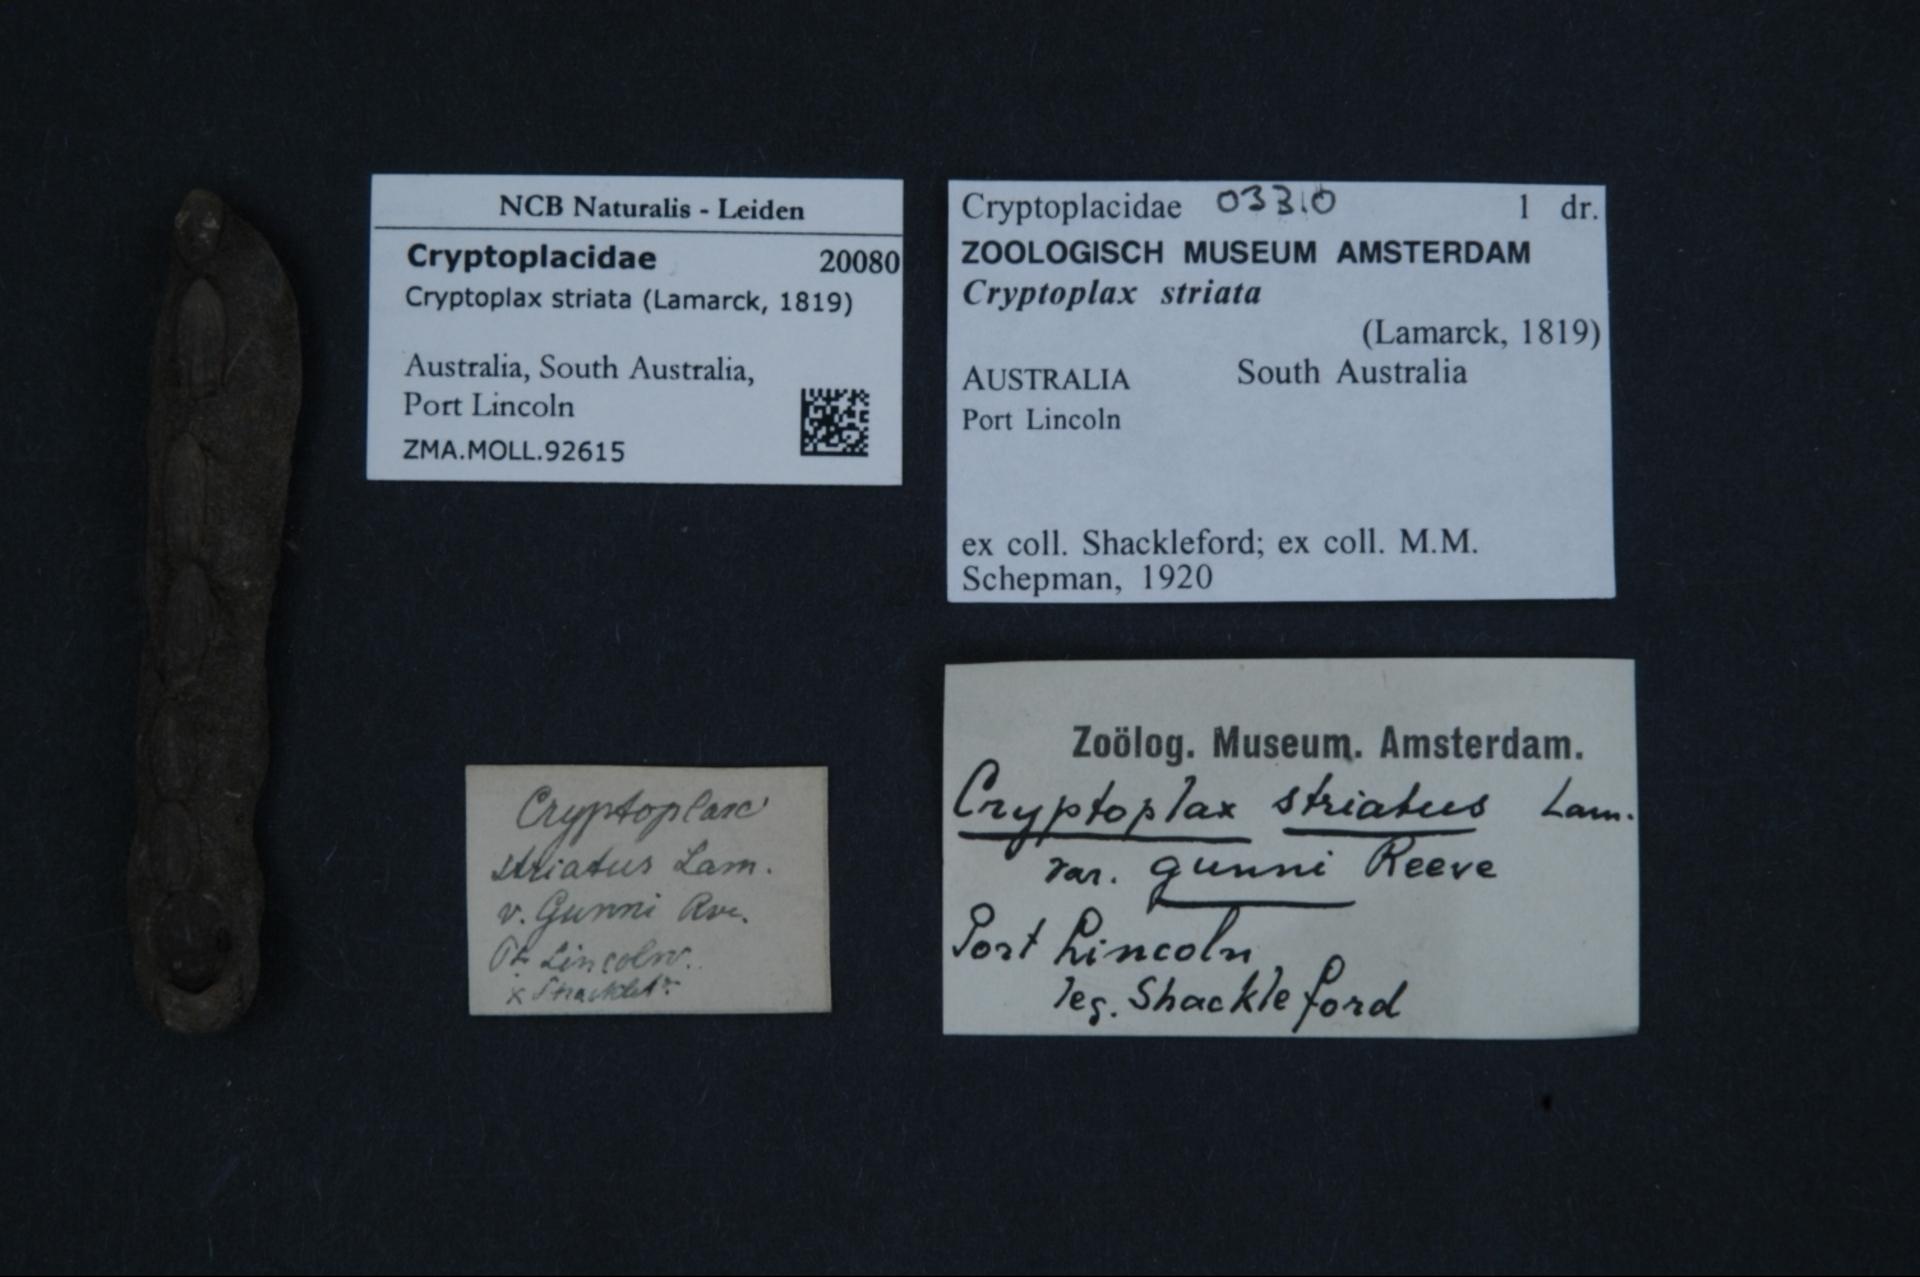 NCB Naturalis - Leiden
Cryptoplacidae 20080
Cryptoplax striata (Lamarck, 1819)
Australia, South Australia,
Port Lincoln
ZMA.MOLL.92615
Cryptoplacidae 03310 1 dr.
ZOOLOGISCH MUSEUM AMSTERDAM
Cryptoplax striata
(Lamarck, 1819)
AUSTRALIA South Australia
Port Lincoln
ex coll. Shackleford; ex coll. M.M.
Schepman, 1920
Cryptoplax
striatus Lam.
v. Gunni Rve.
Pt Lincoln.
Zoölog. Museum. Amsterdam.
Cryptoplax striatus Lam.
var. gunni Reeve
Port Lincoln
leg. Shackleford